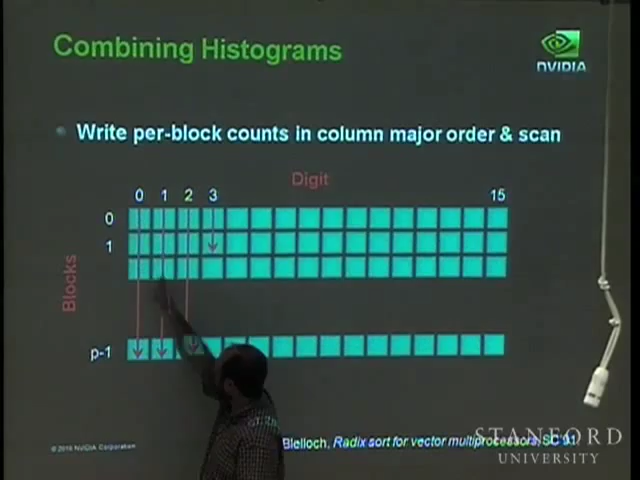 Combining Histograms
NVIDIA
Write per-block counts in column major order & scan
Digit
0 1 2 3 15
0
1
Blocks
p-1
© 2010 NVIDIA Corporation
Blelloch, Radix sort for vector multiprocessors, SC'91
STANFORD
UNIVERSITY